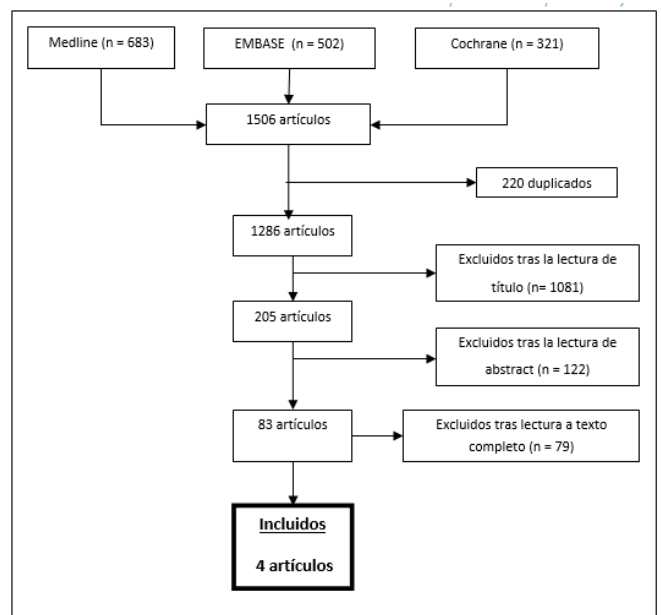 Medline (n = 683)
EMBASE (n = 502)
Cochrane (n = 321)
1506 artículos
220 duplicados
1286 artículos
Excluidos tras la lectura de
título (n= 1081)
205 artículos
Excluidos tras la lectura de
abstract (n = 122)
83 artículos
Excluidos tras lectura a texto
completo (n = 79)
Incluidos
4 artículos